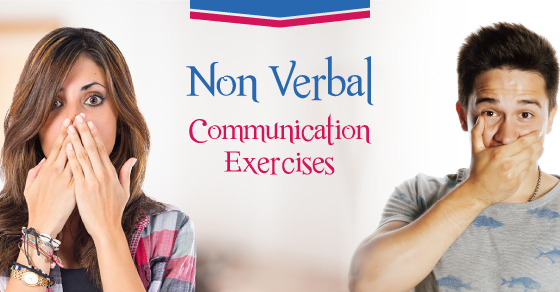 Non Verbal
Communication
Exercises